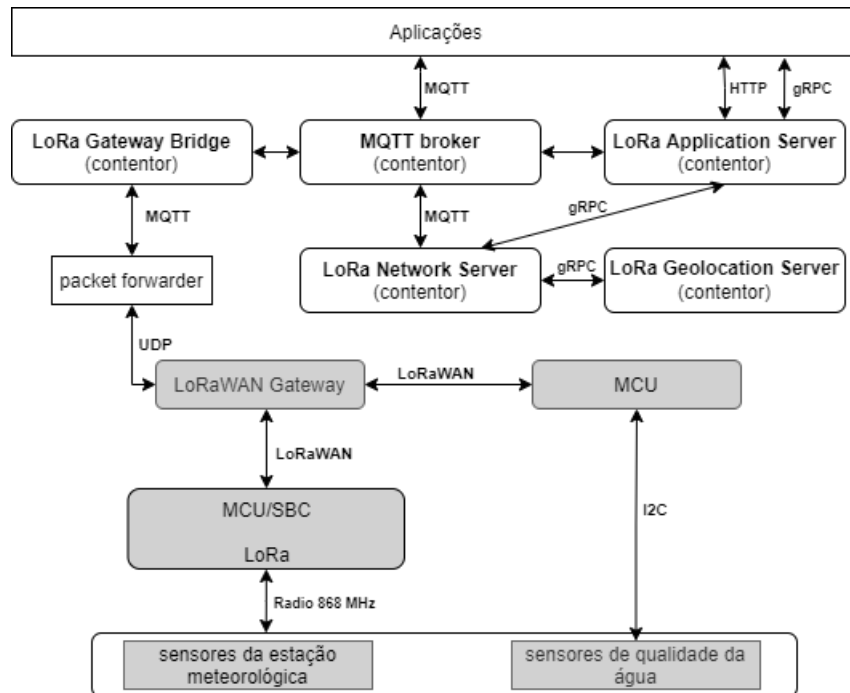 Aplicações
MQTT
HTTP
gRPC
LoRa Gateway Bridge
(contentor)
MQTT broker
(contentor)
LoRa Application Server
(contentor)
MQTT
MQTT
gRPC
packet forwarder
LoRa Network Server
(contentor)
gRPC
LoRa Geolocation Server
(contentor)
UDP
LoRaWAN Gateway
LoRaWAN
MCU
LoRaWAN
MCU/SBC
LoRa
I2C
Radio 868 MHz
sensores da estação
meteorológica
sensores de qualidade da
água